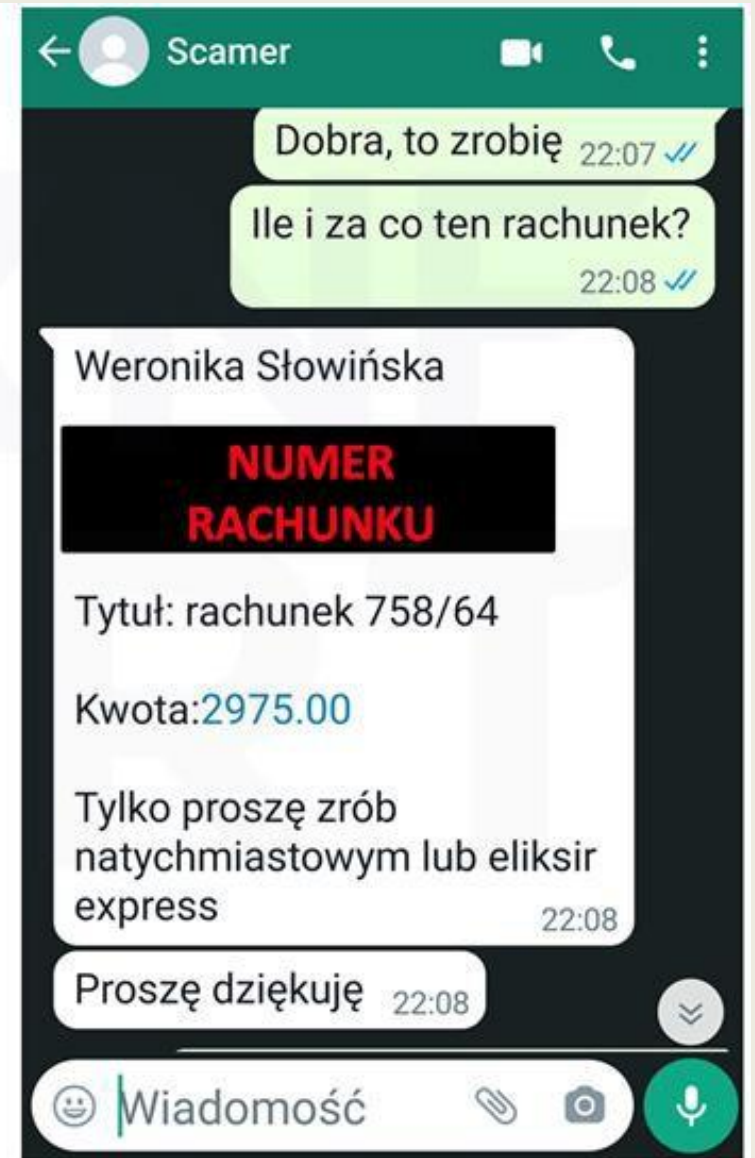 Scamer
Dobra, to zrobię 22:07
Ile i za co ten rachunek?
22:08
Weronika Słowińska
NUMER
RACHUNKU
Tytuł: rachunek 758/64
Kwota:2975.00
Tylko proszę zrób
natychmiastowym lub eliksir
express
22:08
Proszę dziękuję 22:08
Wiadomość